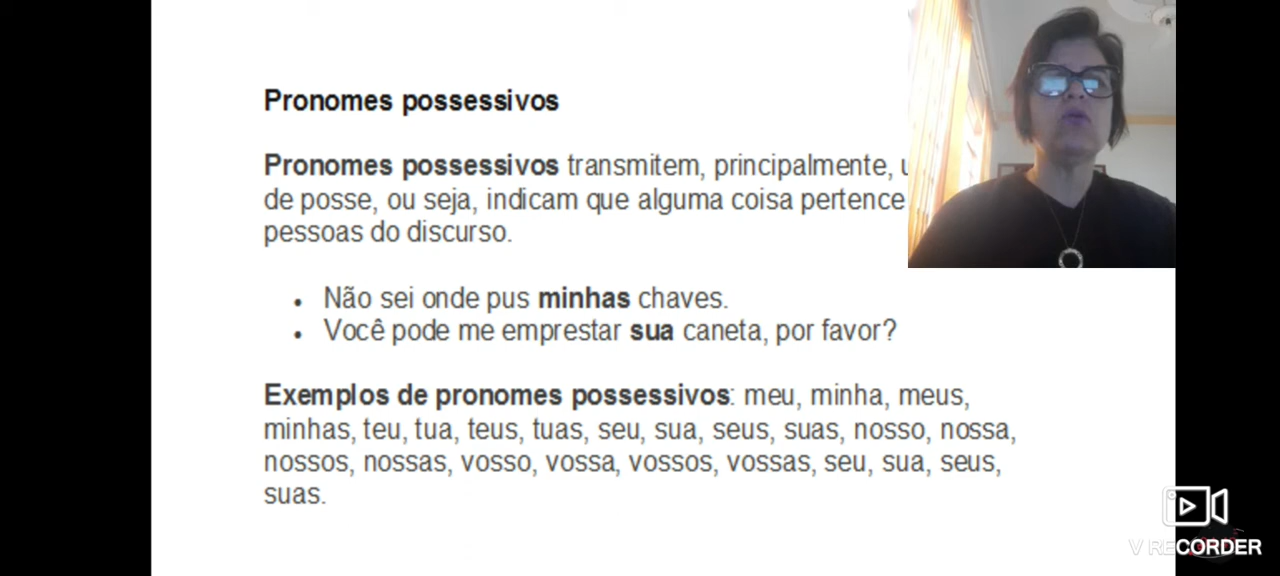 Pronomes possessivos
Pronomes possessivos transmitem, principalmente,
de posse, ou seja, indicam que alguma coisa pertence
pessoas do discurso.
• Não sei onde pus minhas chaves.
• Você pode me emprestar sua caneta, por favor?
Exemplos de pronomes possessivos: meu, minha, meus,
minhas, teu, tua, teus, tuas, seu, sua, seus, suas, nosso, nossa,
nossos, nossas, vosso, vossa, vossos, vossas, seu, sua, seus,
suas.
V RECORDER